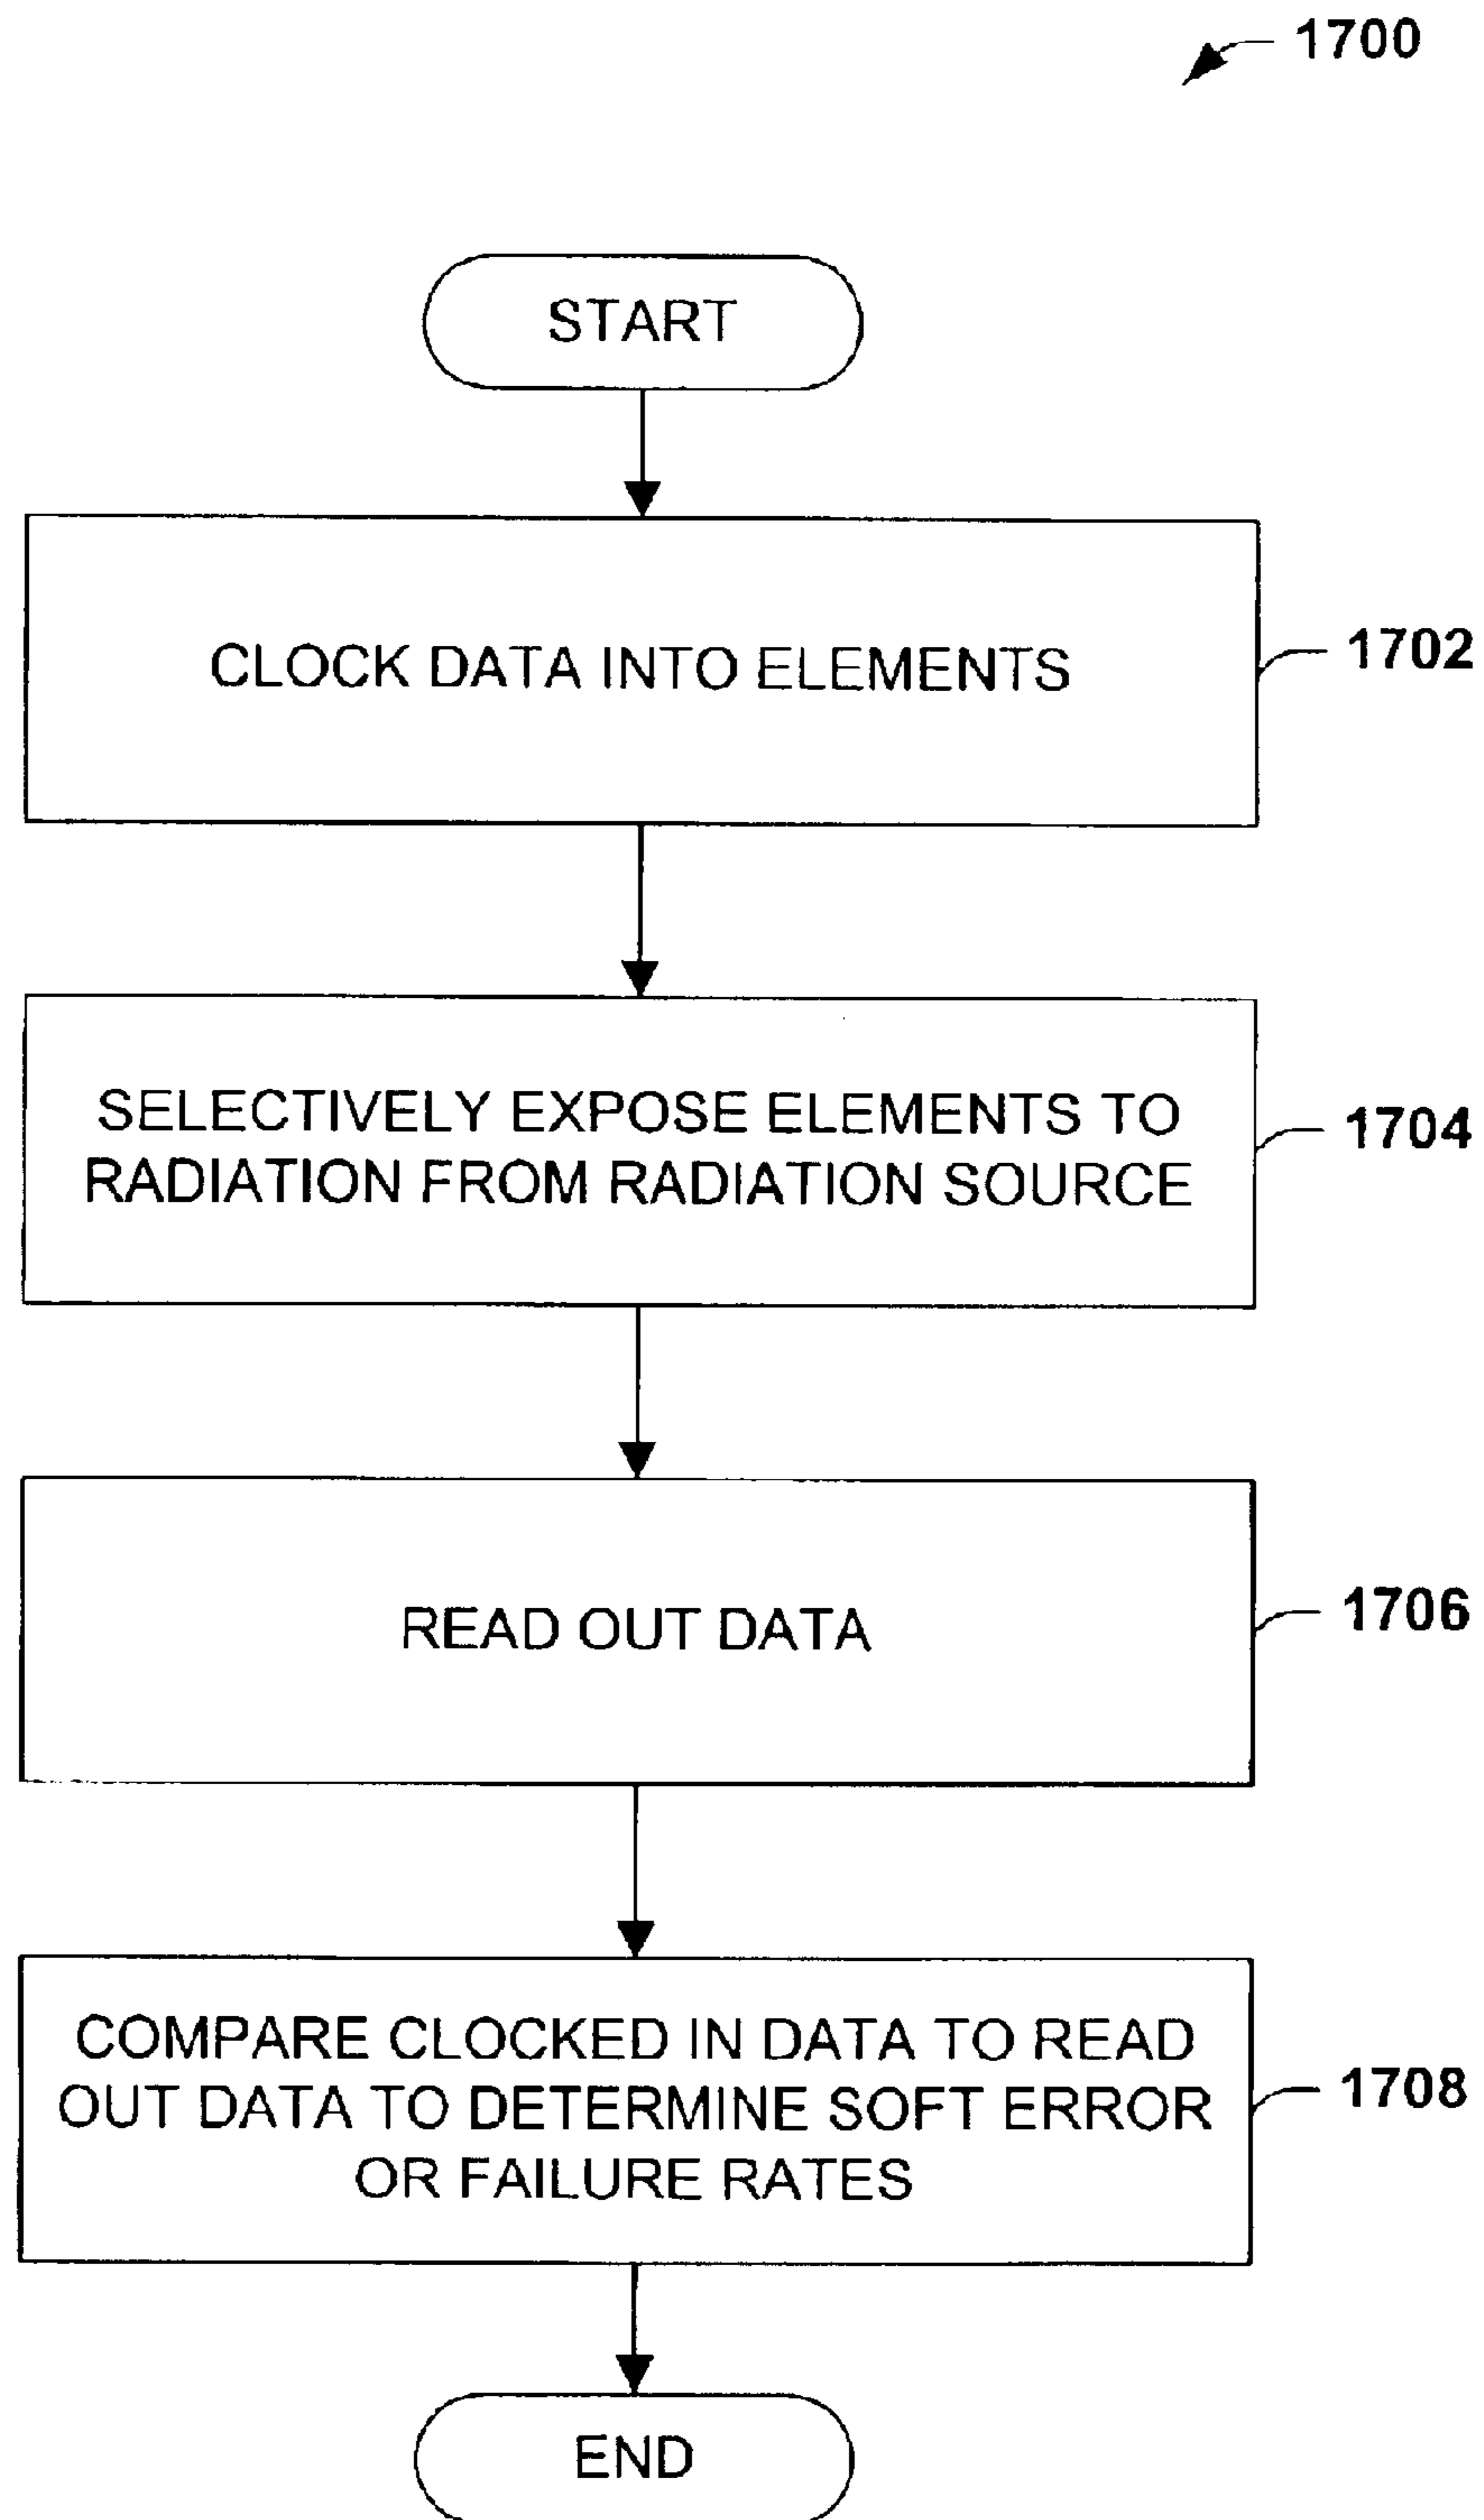 1700
START
CLOCK DATA INTO ELEMENTS
1702
SELECTIVELY EXPOSE ELEMENTS TO
RADIATION FROM RADIATION SOURCE
1704
READ OUT DATA
1706
COMPARE CLOCKED IN DATA TO READ
OUT DATA TO DETERMINE SOFT ERROR
OR FAILURE RATES
1708
END